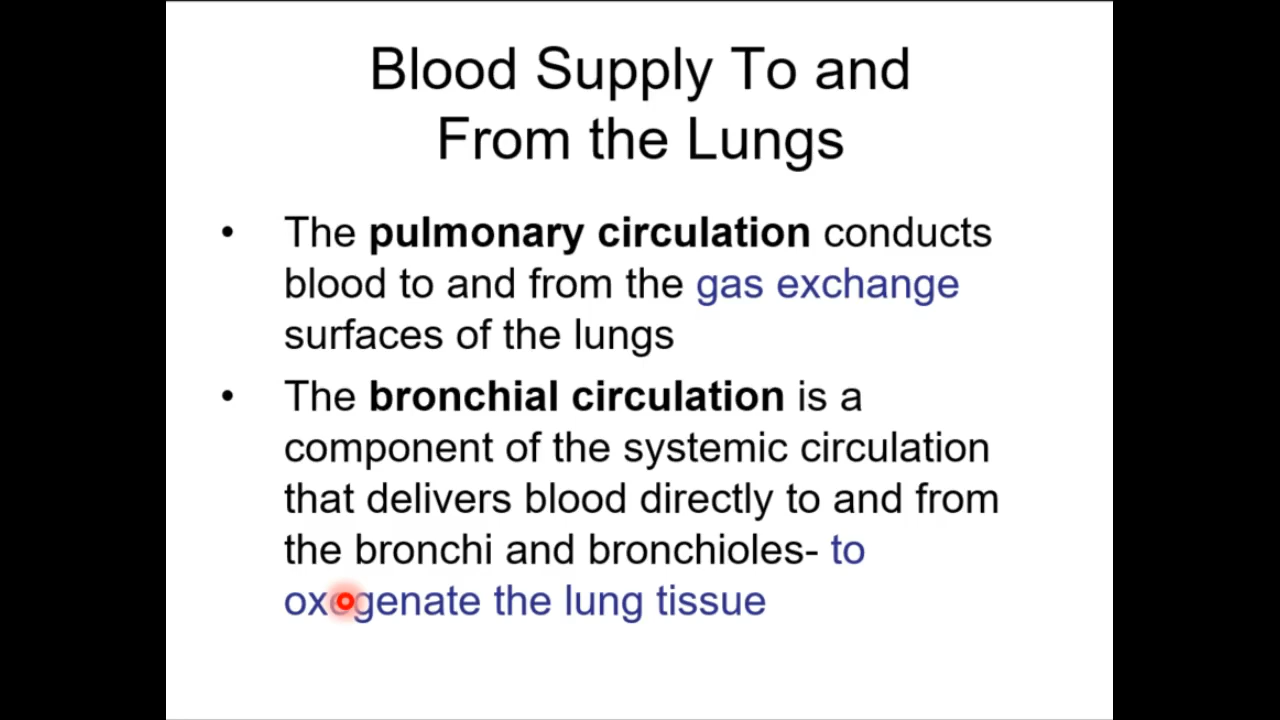 Blood Supply To and
From the Lungs
• The pulmonary circulation conducts
blood to and from the gas exchange
surfaces of the lungs
• The bronchial circulation is a
component of the systemic circulation
that delivers blood directly to and from
the bronchi and bronchioles- to
oxogenate the lung tissue